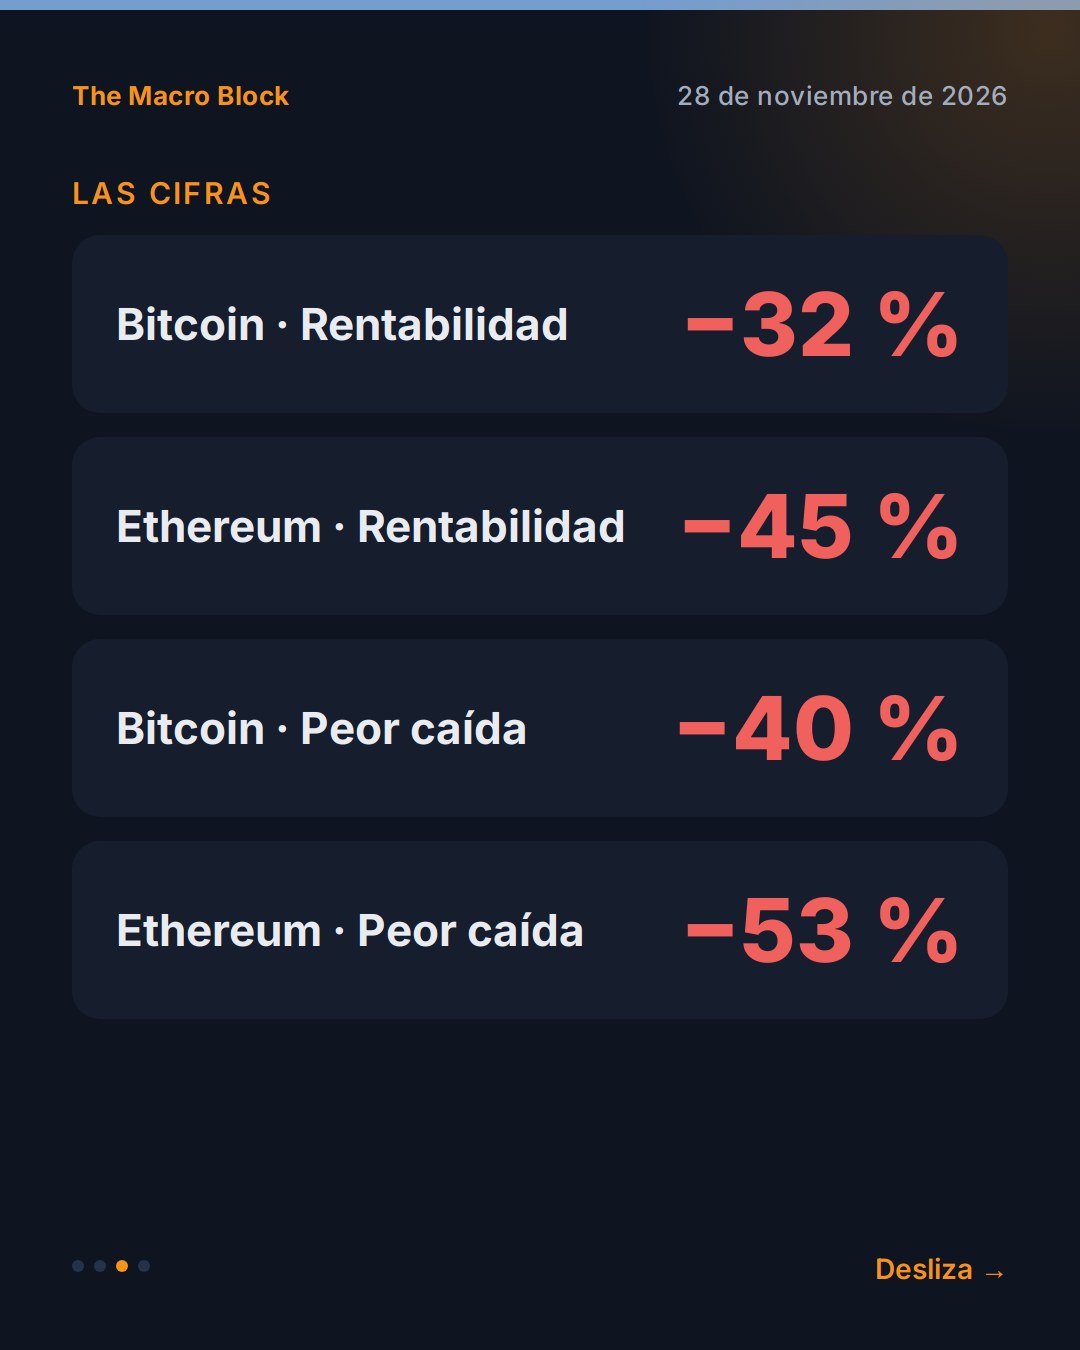 The Macro Block
28 de noviembre de 2026
LAS CIFRAS
Bitcoin · Rentabilidad −32 %
Ethereum · Rentabilidad −45 %
Bitcoin · Peor caída −40 %
Ethereum · Peor caída −53 %
Desliza →